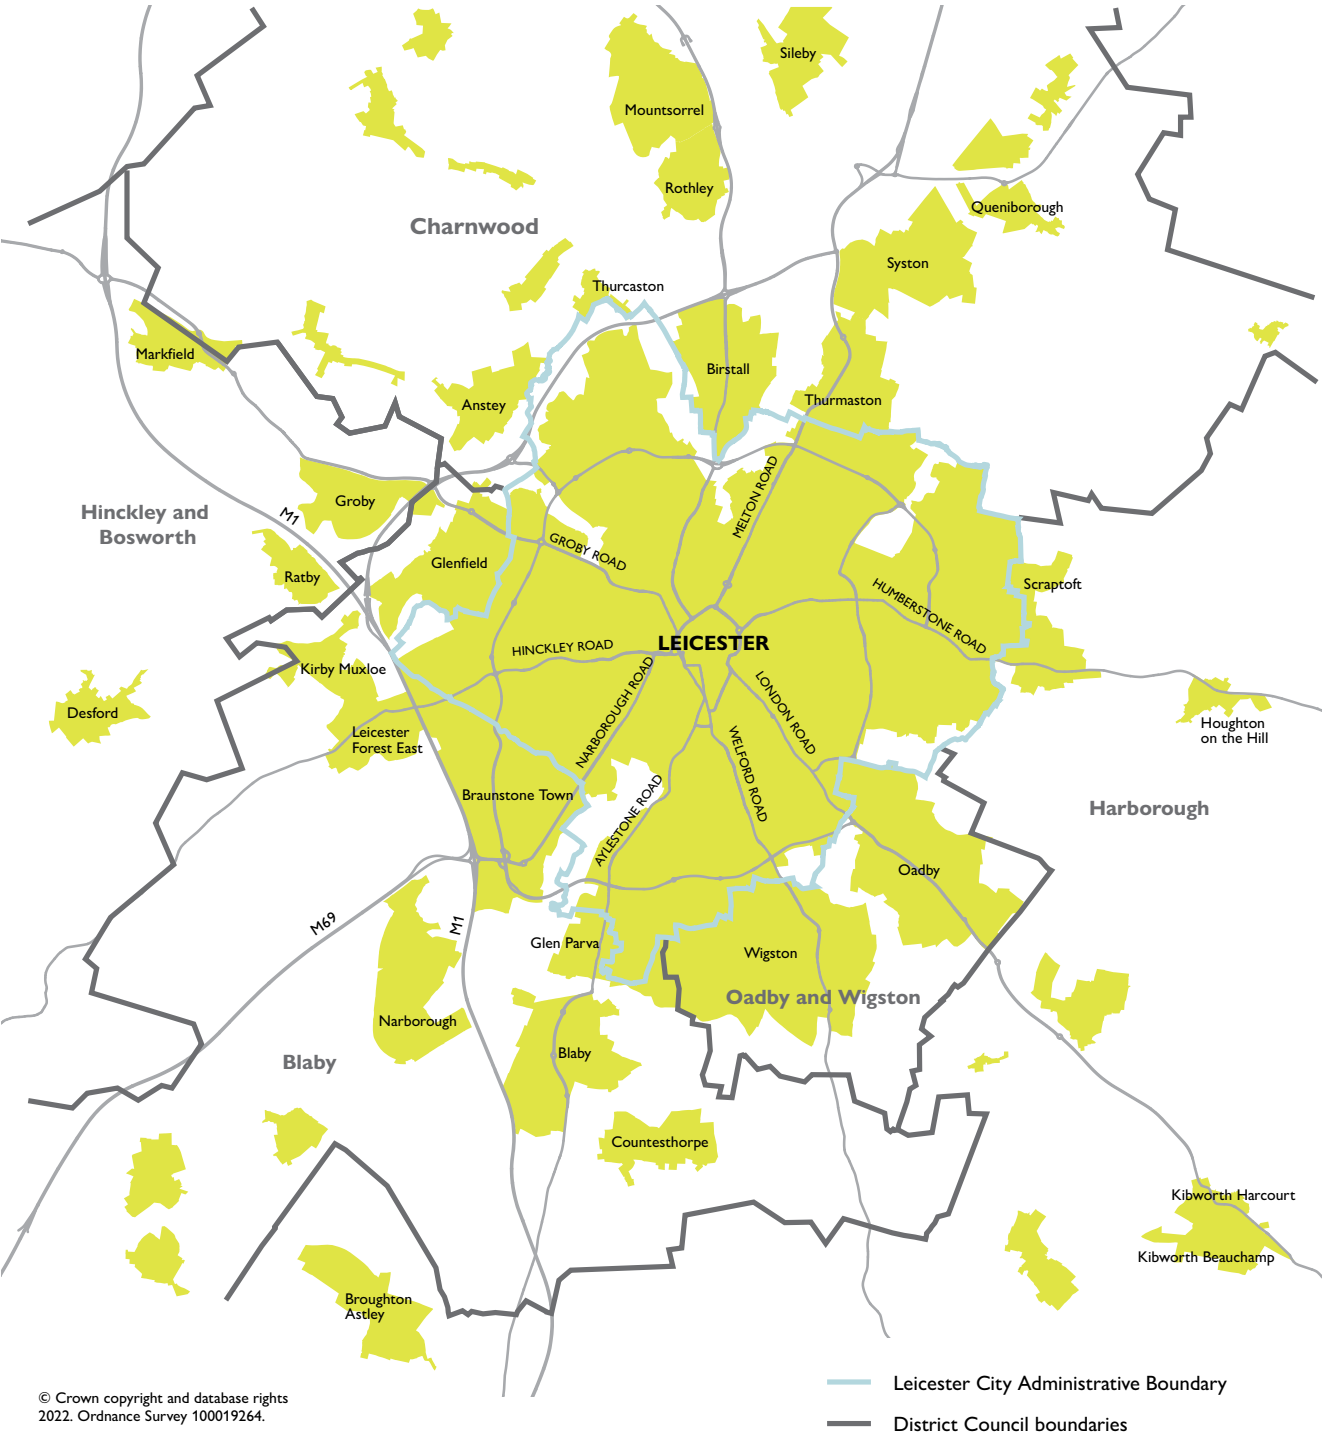 Sileby
Mountsorrel
Rothley
Queniborough
Charnwood
Syston
Thurcaston
Markfield
Birstall
Anstey
Thurmaston
MELTON ROAD
Groby
Hinckley and
Bosworth
M1
GROBY ROAD
Glenfield
Ratby
Scraptoft
HUMBERSTONE ROAD
LEICESTER
HINCKLEY ROAD
Kirby Muxloe
NARBOROUGH ROAD
LONDON ROAD
Desford
Houghton
on the Hill
Leicester
Forest East
WELFORD ROAD
Braunstone Town
AYLESTONE ROAD
Harborough
Oadby
M69
M1
Glen Parva
Wigston
Oadby and Wigston
Narborough
Blaby
Blaby
Countesthorpe
Kibworth Harcourt
Kibworth Beauchamp
Broughton
Astley
© Crown copyright and database rights
2022. Ordnance Survey 100019264.
Leicester City Administrative Boundary
District Council boundaries